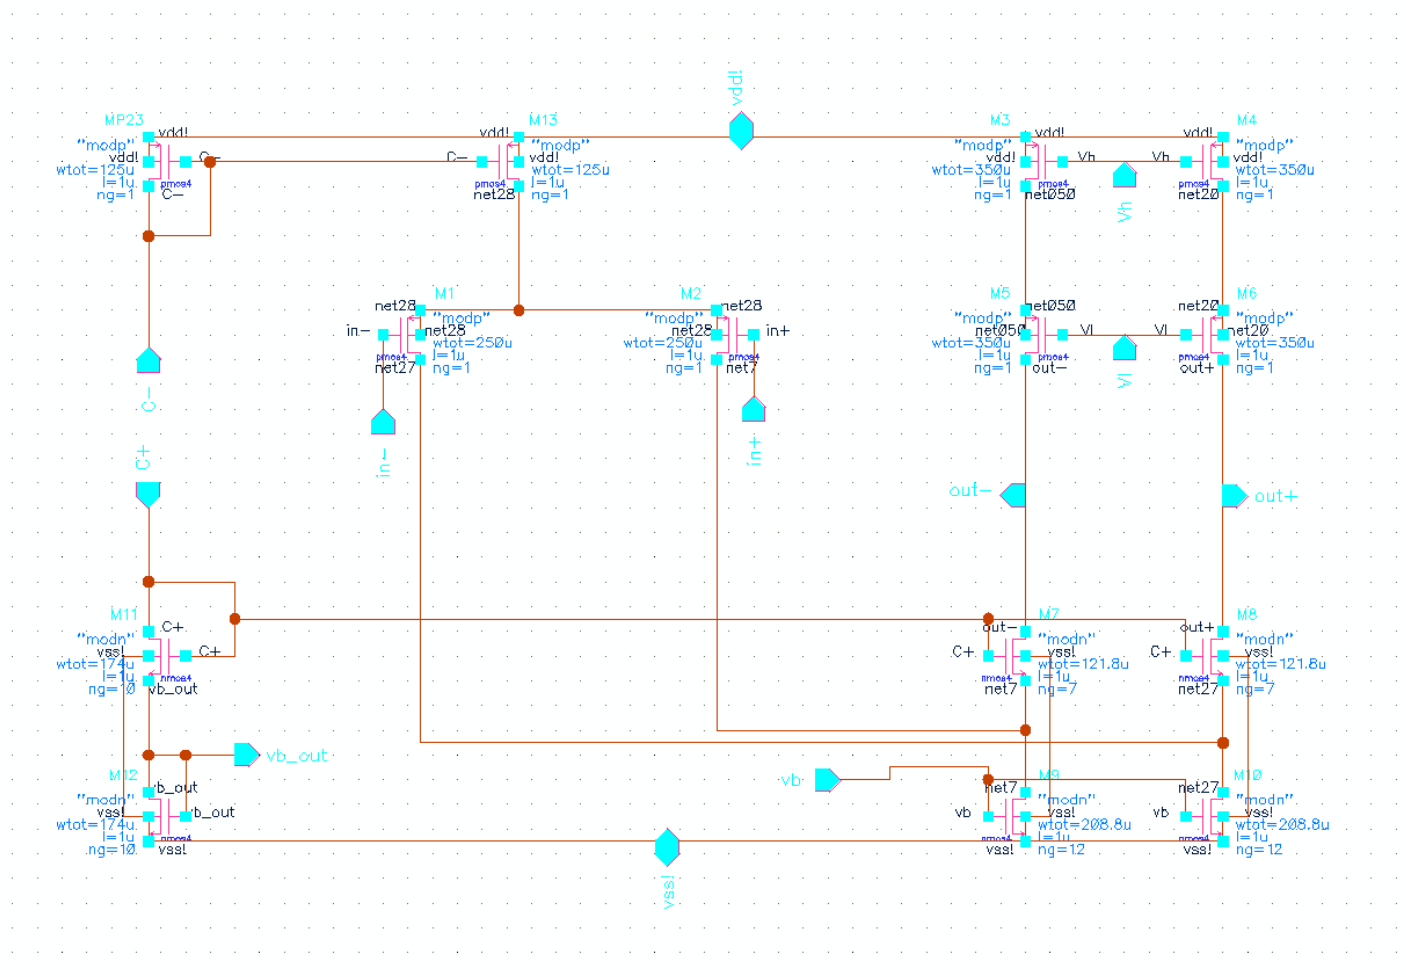 vdd!
MP23
vdd!
"modp"
vdd!
wtot=125u
l=1u
ng=1
pmos4
C-
C-
M13
vdd!
"modp"
C-
vdd!
wtot=125u
l=1u
ng=1
pmos4
net28
M3
vdd!
"modp"
vdd!
wtot=350u
l=1u
ng=1
pmos4
Vh
net050
Vh
M4
vdd!
"modp"
Vh
vdd!
wtot=350u
l=1u
ng=1
pmos4
net20
M1
net28
"modp"
in-
net28
wtot=250u
l=1u
ng=1
pmos4
net27
in-
M2
net28
"modp"
net28
in+
wtot=250u
l=1u
ng=1
pmos4
net7
in+
M5
net050
"modp"
net050
Vl
wtot=350u
l=1u
ng=1
pmos4
out-
Vl
M6
net20
"modp"
Vl
net20
wtot=350u
l=1u
ng=1
pmos4
out+
C-
C+
out-
out+
M11
C+
"modn"
vss!
C+
wtot=174u
l=1u
ng=10
nmos4
vb_out
M7
out-
"modn"
C+
vss!
wtot=121.8u
l=1u
ng=7
nmos4
net7
M8
out+
"modn"
C+
vss!
wtot=121.8u
l=1u
ng=7
nmos4
net27
vb_out
M12
vb_out
"modn"
vss!
vb_out
wtot=174u
l=1u
ng=10
nmos4
vss!
vb
M9
net7
"modn"
vb
vss!
wtot=208.8u
l=1u
ng=12
nmos4
vss!
M10
net27
"modn"
vb
vss!
wtot=208.8u
l=1u
ng=12
nmos4
vss!
vss!